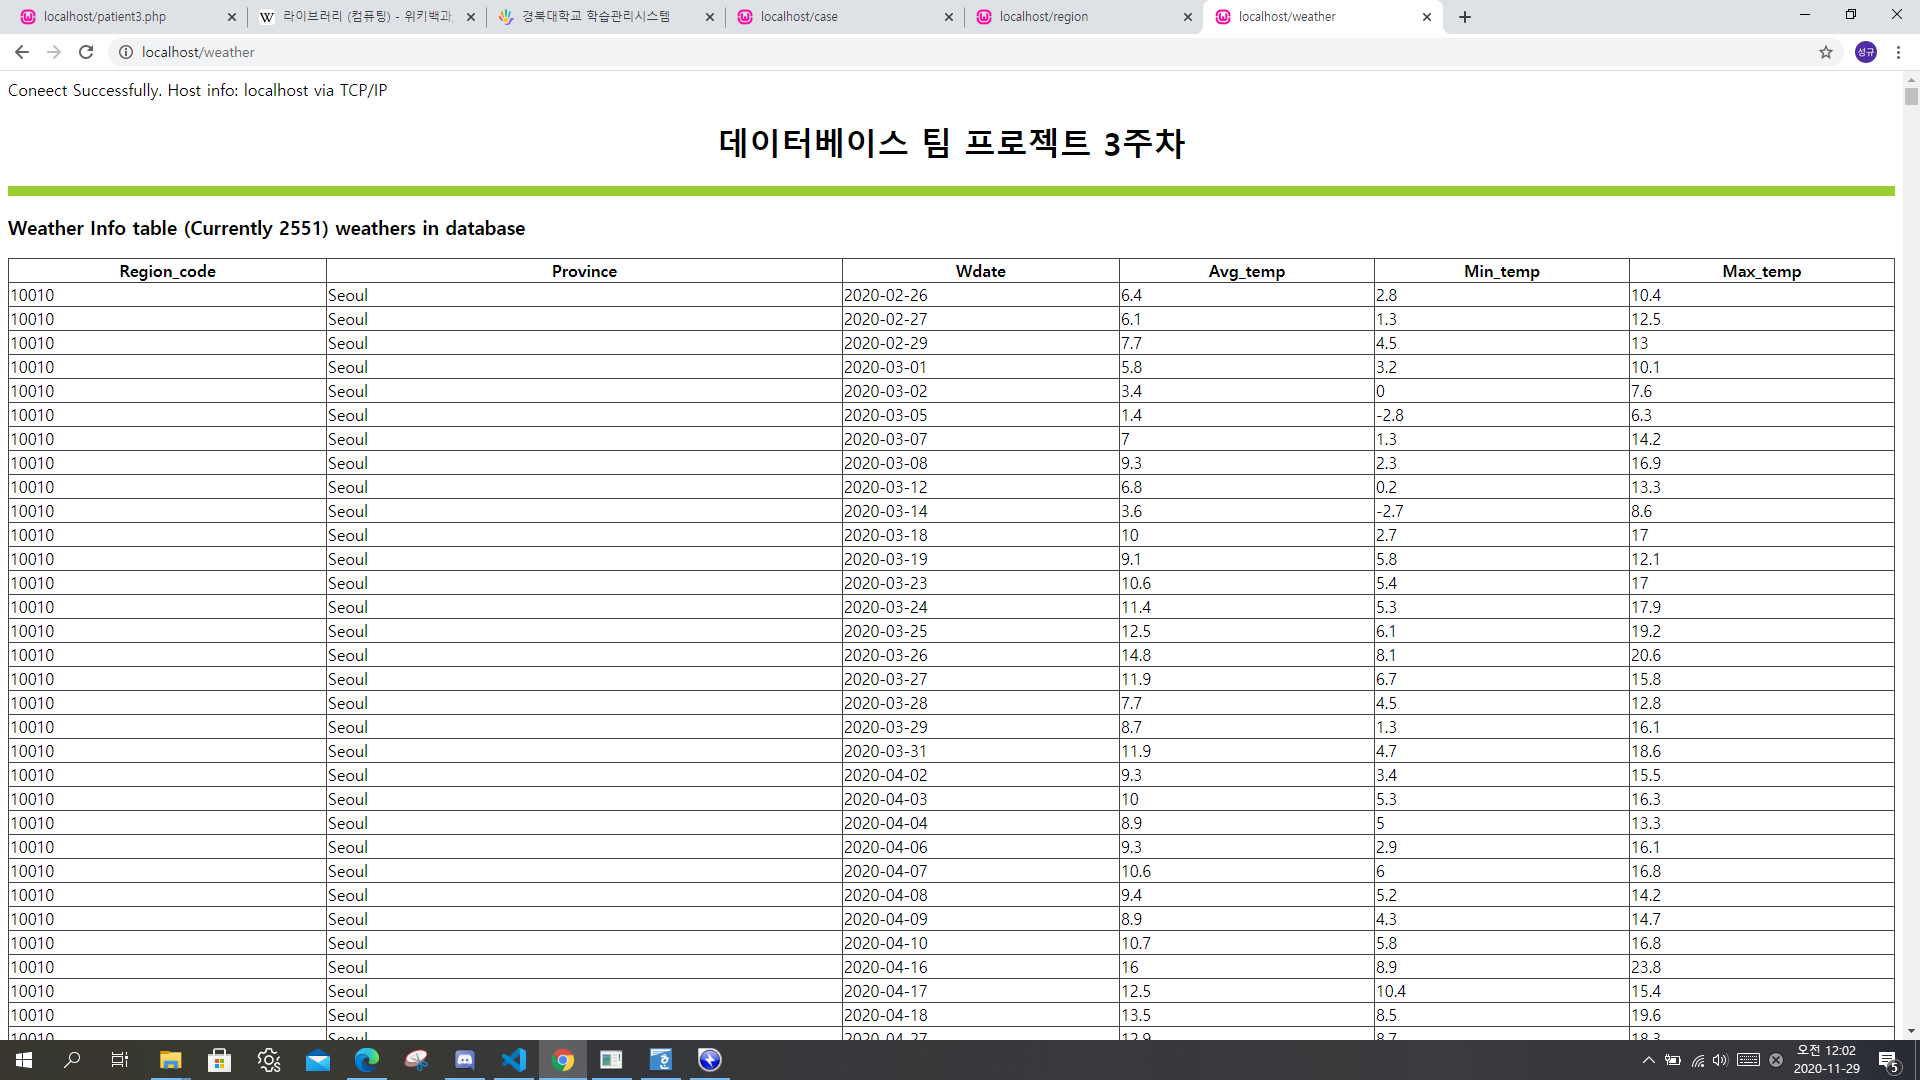 localhost/patient3.php
라이브러리 (컴퓨팅) - 위키백과,
경북대학교 학습관리시스템
localhost/case
localhost/region
localhost/weather
localhost/weather
성규
Coneect Successfully. Host info: localhost via TCP/IP
데이터베이스 팀 프로젝트 3주차
Weather Info table (Currently 2551) weathers in database
Region_code Province Wdate Avg_temp Min_temp Max_temp
10010 Seoul 2020-02-26 6.4 2.8 10.4
10010 Seoul 2020-02-27 6.1 1.3 12.5
10010 Seoul 2020-02-29 7.7 4.5 13
10010 Seoul 2020-03-01 5.8 3.2 10.1
10010 Seoul 2020-03-02 3.4 0 7.6
10010 Seoul 2020-03-05 1.4 -2.8 6.3
10010 Seoul 2020-03-07 7 1.3 14.2
10010 Seoul 2020-03-08 9.3 2.3 16.9
10010 Seoul 2020-03-12 6.8 0.2 13.3
10010 Seoul 2020-03-14 3.6 -2.7 8.6
10010 Seoul 2020-03-18 10 2.7 17
10010 Seoul 2020-03-19 9.1 5.8 12.1
10010 Seoul 2020-03-23 10.6 5.4 17
10010 Seoul 2020-03-24 11.4 5.3 17.9
10010 Seoul 2020-03-25 12.5 6.1 19.2
10010 Seoul 2020-03-26 14.8 8.1 20.6
10010 Seoul 2020-03-27 11.9 6.7 15.8
10010 Seoul 2020-03-28 7.7 4.5 12.8
10010 Seoul 2020-03-29 8.7 1.3 16.1
10010 Seoul 2020-03-31 11.9 4.7 18.6
10010 Seoul 2020-04-02 9.3 3.4 15.5
10010 Seoul 2020-04-03 10 5.3 16.3
10010 Seoul 2020-04-04 8.9 5 13.3
10010 Seoul 2020-04-06 9.3 2.9 16.1
10010 Seoul 2020-04-07 10.6 6 16.8
10010 Seoul 2020-04-08 9.4 5.2 14.2
10010 Seoul 2020-04-09 8.9 4.3 14.7
10010 Seoul 2020-04-10 10.7 5.8 16.8
10010 Seoul 2020-04-16 16 8.9 23.8
10010 Seoul 2020-04-17 12.5 10.4 15.4
10010 Seoul 2020-04-18 13.5 8.5 19.6
10010 Seoul 2020-04-27 12.9 8.7 18.3
오전 12:02
2020-11-29
5